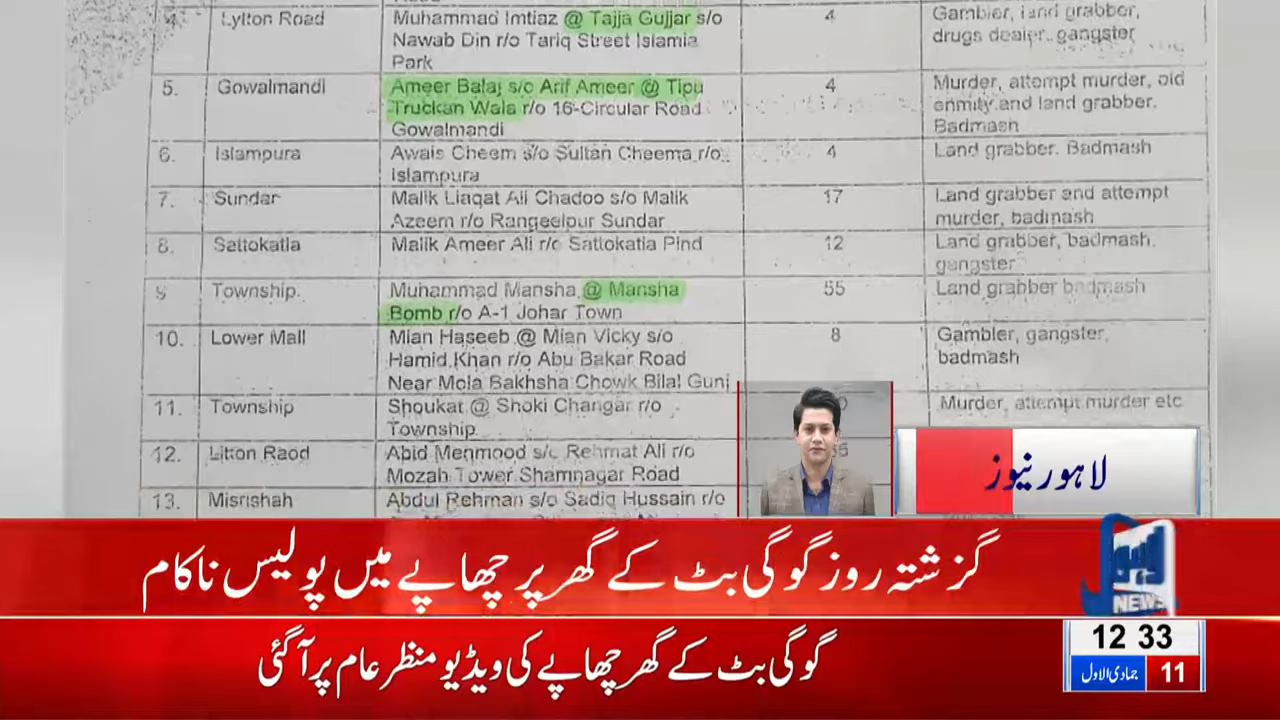 4. Lylton Road Muhammad Imtiaz @ Tajja Gujjar s/o 4 Gambler, land grabber,
Nawab Din r/o Tariq Street Islamia drugs dealer, gangster
Park
5. Gowalmandi Ameer Balaj s/o Arif Ameer @ Tipu 4 Murder, attempt murder, old
Truckan Wala r/o 16-Circular Road enmity and land grabber.
Gowalmandi Badmash
6. Islampura Awais Cheem s/o Sultan Cheema r/o 4 Land grabber. Badmash
Islampura
7. Sundar Malik Liaqat Ali Chadoo s/o Malik 17 Land grabber and attempt
Azeem r/o Rangeelpur Sundar murder, badmash
8. Sattokatla Malik Ameer Ali r/o Sattokatla Pind 12 Land grabber, badmash,
gangster
9 Township. Muhammad Mansha @ Mansha 55 Land grabber badmash
Bomb r/o A-1 Johar Town
10. Lower Mall Mian Haseeb @ Mian Vicky s/o 8 Gambler, gangster,
Hamid Khan r/o Abu Bakar Road badmash
Near Mola Bakhsha Chowk Bilal Gunj
11. Township Shoukat @ Shoki Changar r/o Murder, attempt murder etc
Township
12. Litton Raod Abid Mehmood s/o Rehmat Ali r/o
Mozah Tower Shamnagar Road
13. Misrishah Abdul Rehman s/o Sadiq Hussain r/o
لاہور نیوز
گزشتہ روز گوگی بٹ کے گھر پر چھاپے میں پولیس ناکام
NEWS
گوگی بٹ کے گھر چھاپے کی ویڈیو منظر عام پر آگئی
12 33
جمادی الاول 11